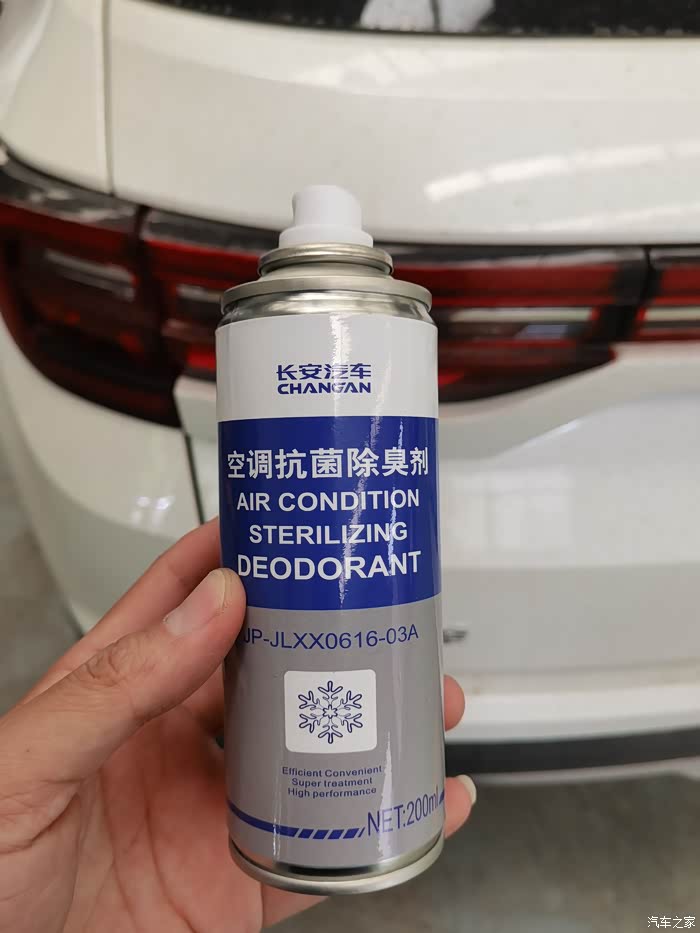 长安汽车
CHANGAN
空调抗菌除臭剂
AIR CONDITION
STERILIZING
DEODORANT
JP-JLXX0616-03A
Efficient Convenient
Super treatment
High performance
NET:200ml
汽车之家